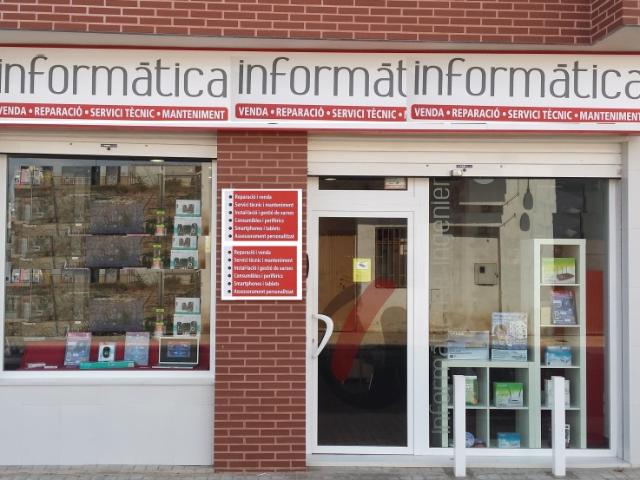 informática
VENDA • REPARACIÓ • SERVICI TÈCNIC • MANTENIMENT
informàt
VENDA • REPARACIÓ • SERVICI TÈCNIC •
informática
VENDA • REPARACIÓ • SERVICI TÈCNIC • MANTENIMENT
Reparació i venda
Servici tècnic i manteniment
Instal·lació i gestió de xarxes
Consumibles i perifèrics
Smartphones i tablets
Assessorament personalitzat
Reparació i venda
Servici tècnic i manteniment
Instal·lació i gestió de xarxes
Consumibles i perifèrics
Smartphones i tablets
Assessorament personalitzat